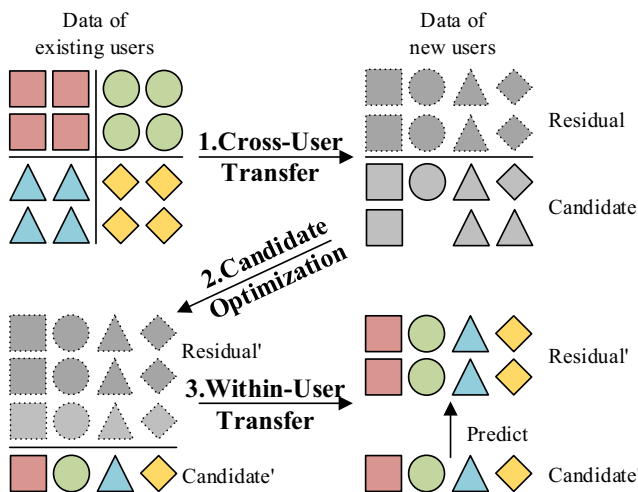 Data of
existing users
Data of
new users
1.Cross-User
Transfer
Residual
Candidate
2.Candidate
Optimization
Residual'
3.Within-User
Transfer
Candidate'
Residual'
Predict
Candidate'